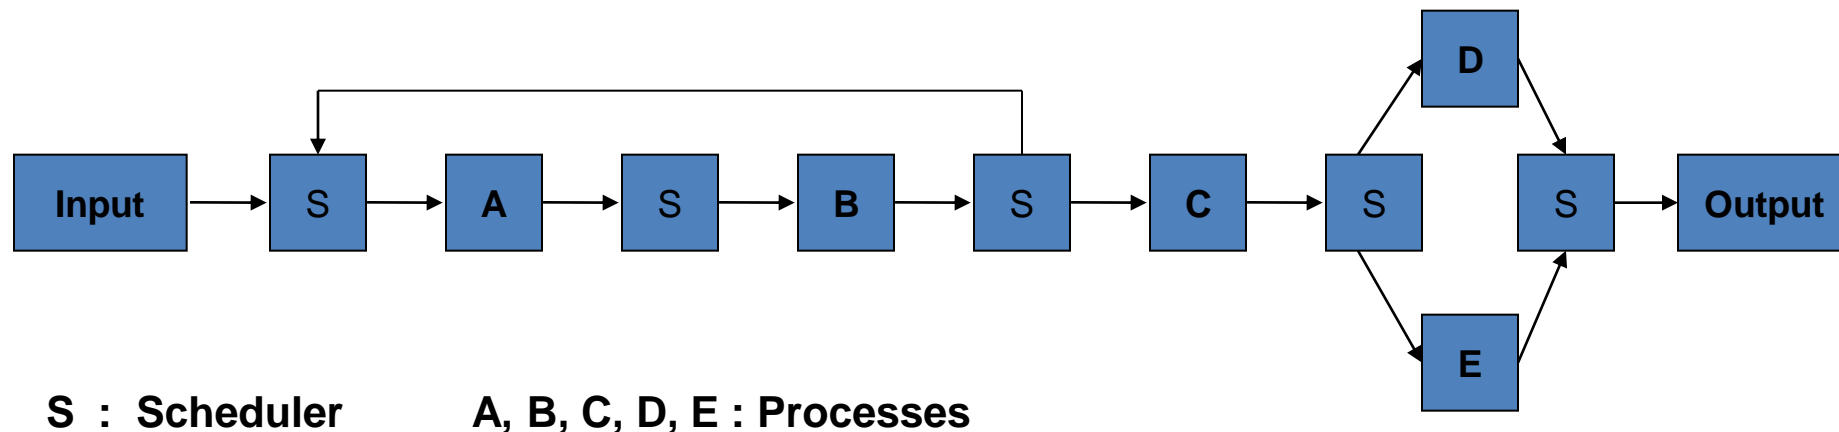 D
Input S A S B S C S S Output
E
S : Scheduler A, B, C, D, E : Processes